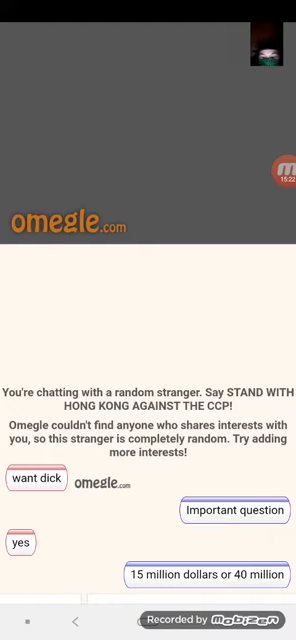 15:22
omegle.com
You're chatting with a random stranger. Say STAND WITH
HONG KONG AGAINST THE CCP!
Omegle couldn't find anyone who shares interests with
you, so this stranger is completely random. Try adding
more interests!
want dick
omegle.com
Important question
yes
15 million dollars or 40 million
Recorded by mobizen